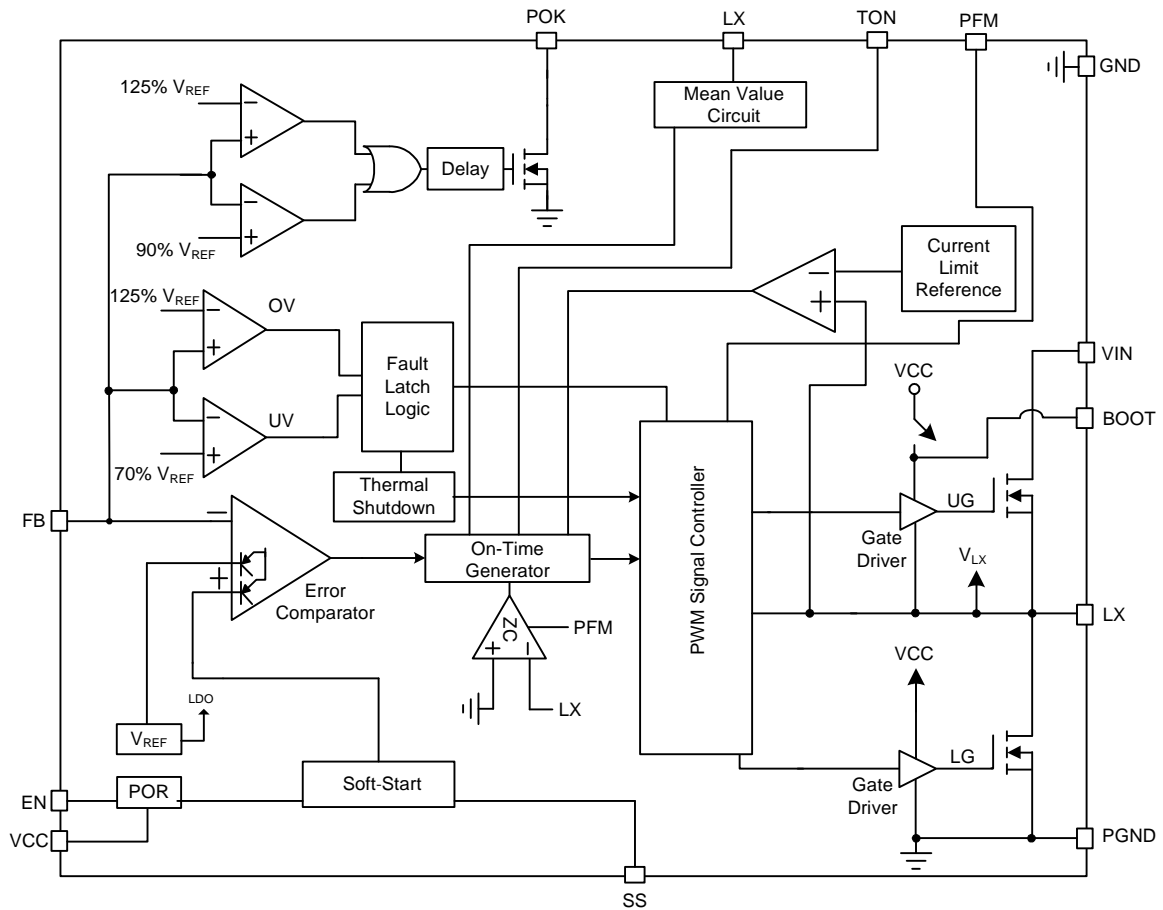 POK
LX
TON
PFM
GND
125% VREF
−
+
Mean Value
Circuit
Delay
−
+
90% VREF
Current
Limit
Reference
−
+
125% VREF
OV
−
+
Fault
Latch
Logic
VIN
VCC
BOOT
−
+
UV
70% VREF
Thermal
Shutdown
UG
FB
−
+
Error
Comparator
On-Time
Generator
PWM Signal Controller
Gate
Driver
VLX
LX
ZC
+
−
PFM
LX
VCC
LDO
VREF
LG
Gate
Driver
Soft-Start
EN
POR
VCC
PGND
SS